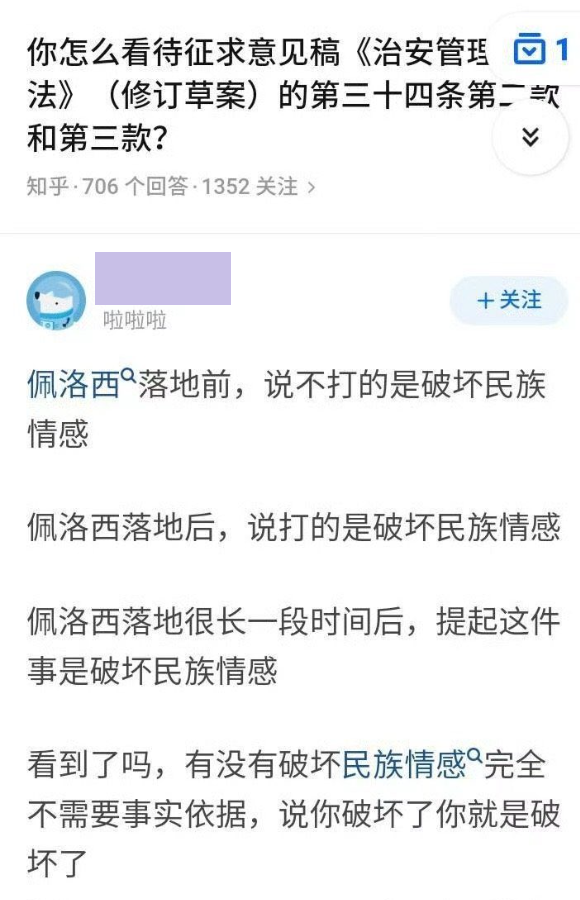 你怎么看待征求意见稿《治安管理
1
法》（修订草案）的第三十四条第二款
和第三款？
知乎·706 个回答·1352 关注 >
啦啦啦
＋关注
佩洛西落地前，说不打的是破坏民族
情感
佩洛西落地后，说打的是破坏民族情感
佩洛西落地很长一段时间后，提起这件
事是破坏民族情感
看到了吗，有没有破坏民族情感完全
不需要事实依据，说你破坏了你就是破
坏了